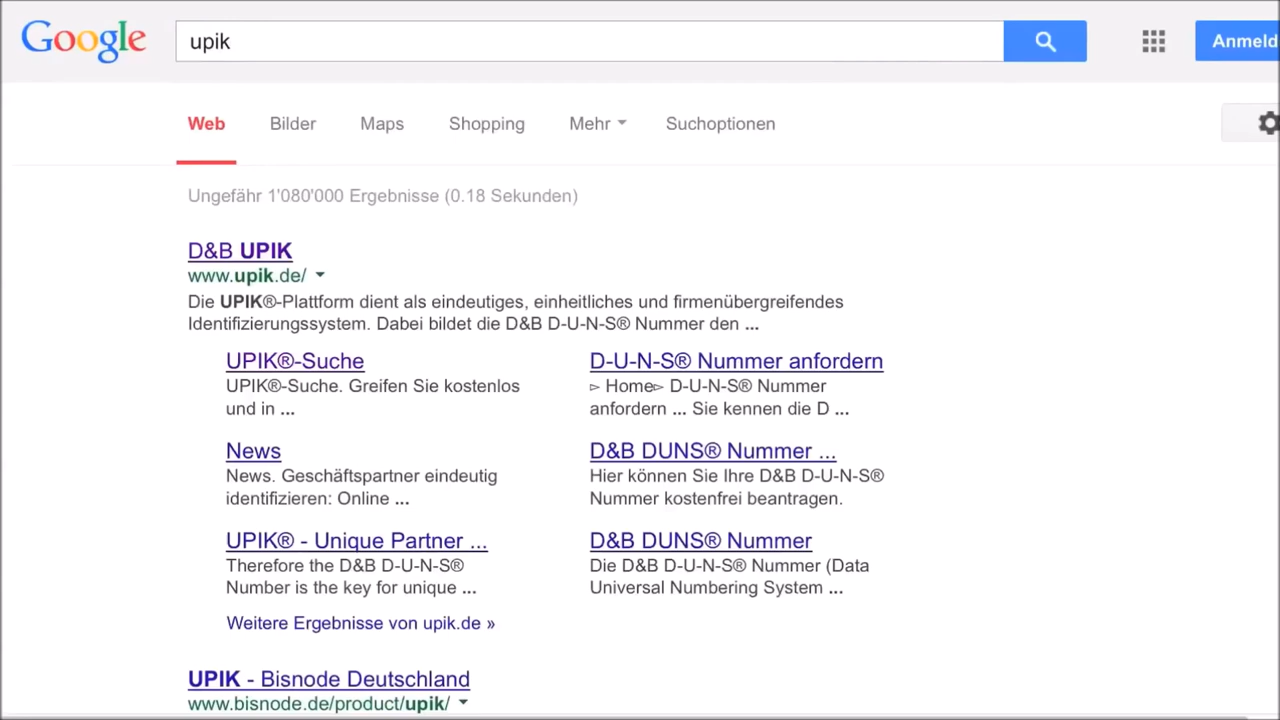 Google
upik
Anmeld
Web Bilder Maps Shopping Mehr Suchoptionen
Ungefähr 1'080'000 Ergebnisse (0.18 Sekunden)
D&B UPIK
www.upik.de/
Die UPIK®-Plattform dient als eindeutiges, einheitliches und firmenübergreifendes
Identifizierungssystem. Dabei bildet die D&B D-U-N-S® Nummer den ...
UPIK®-Suche
UPIK®-Suche. Greifen Sie kostenlos
und in ...
D-U-N-S® Nummer anfordern
▻ Home▻ D-U-N-S® Nummer
anfordern ... Sie kennen die D ...
News
News. Geschäftspartner eindeutig
identifizieren: Online ...
D&B DUNS® Nummer ...
Hier können Sie Ihre D&B D-U-N-S®
Nummer kostenfrei beantragen.
UPIK® - Unique Partner ...
Therefore the D&B D-U-N-S®
Number is the key for unique ...
D&B DUNS® Nummer
Die D&B D-U-N-S® Nummer (Data
Universal Numbering System ...
Weitere Ergebnisse von upik.de »
UPIK - Bisnode Deutschland
www.bisnode.de/product/upik/